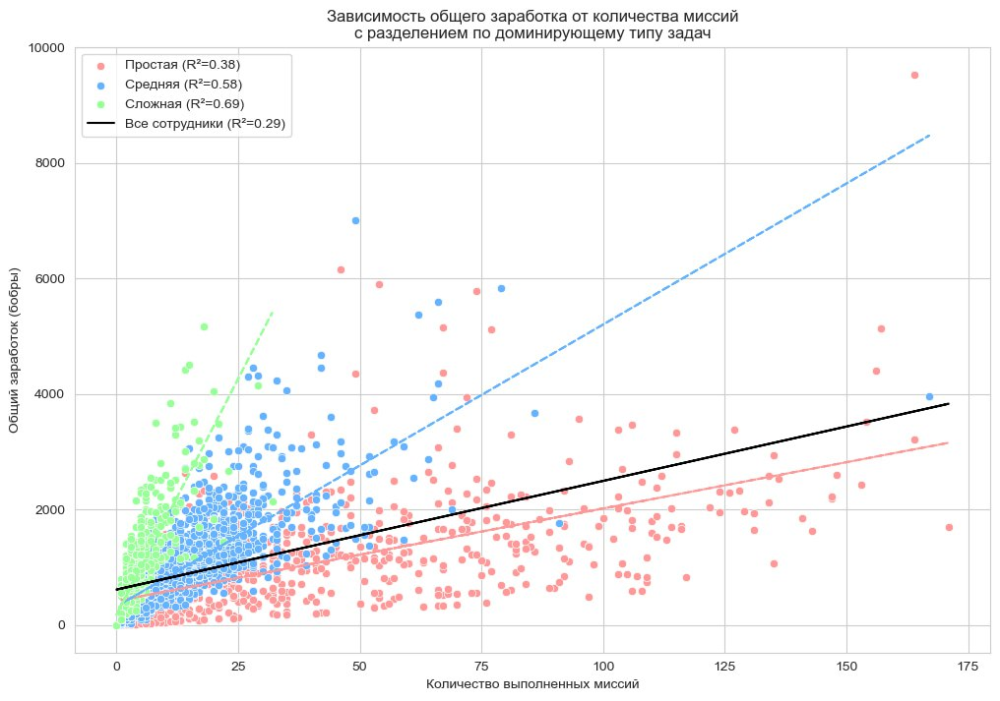 Зависимость общего заработка от количества миссий
с разделением по доминирующему типу задач
Простая (R²=0.38)
Средняя (R²=0.58)
Сложная (R²=0.69)
Все сотрудники (R²=0.29)
Общий заработок (бобры)
10000
8000
6000
4000
2000
0
0 25 50 75 100 125 150 175
Количество выполненных миссий